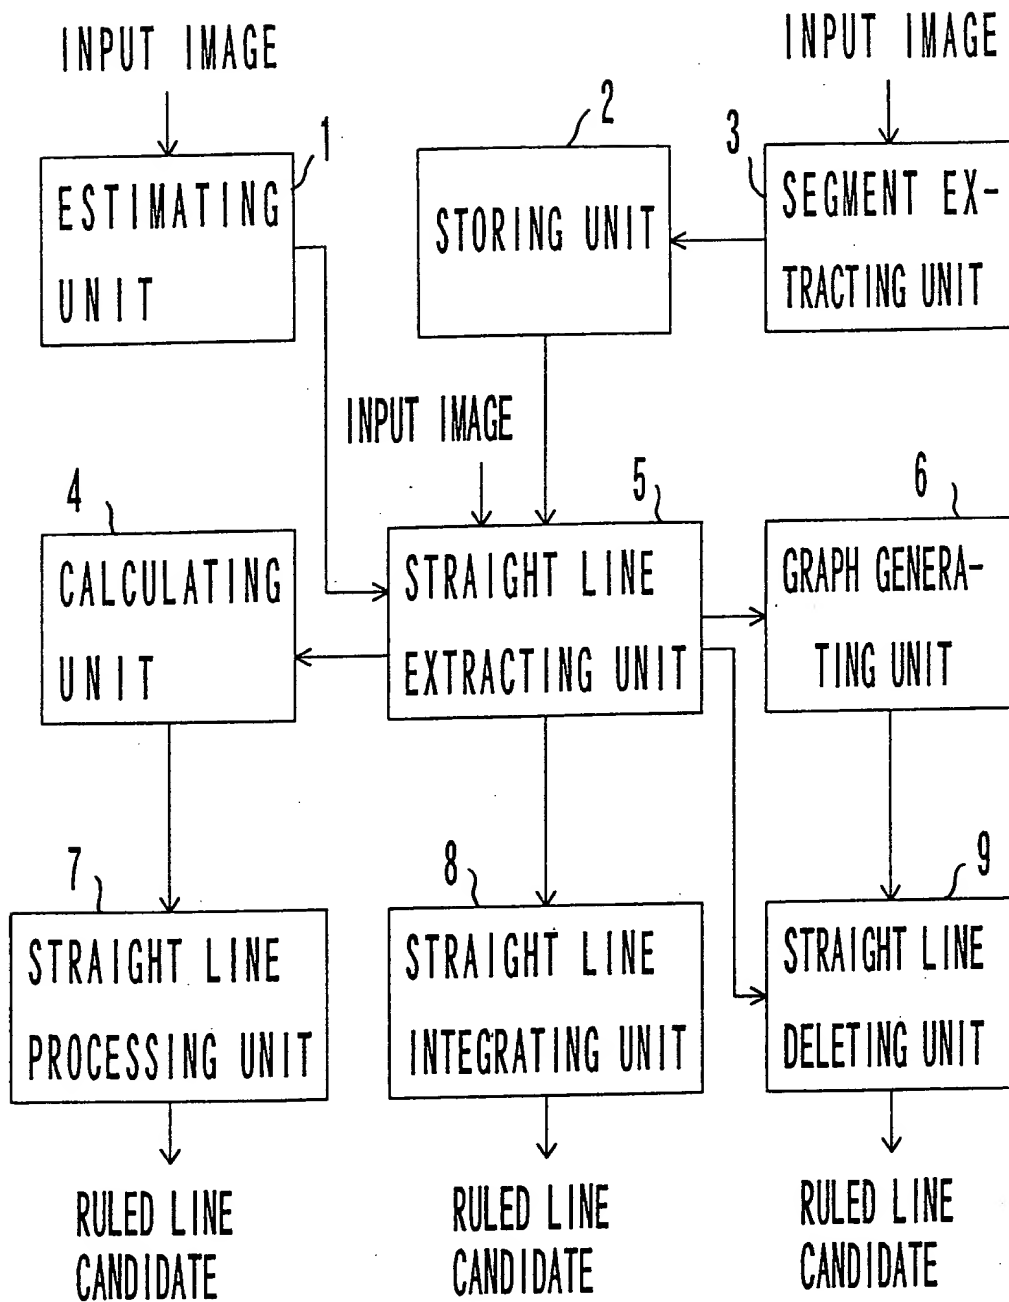 INPUT IMAGE
INPUT IMAGE
1
2
3
ESTIMATING
UNIT
STORING UNIT
SEGMENT EX-
TRACTING UNIT
INPUT IMAGE
4
5
6
CALCULATING
UNIT
STRAIGHT LINE
EXTRACTING UNIT
GRAPH GENERA-
TING UNIT
7
8
9
STRAIGHT LINE
PROCESSING UNIT
STRAIGHT LINE
INTEGRATING UNIT
STRAIGHT LINE
DELETING UNIT
RULED LINE
CANDIDATE
RULED LINE
CANDIDATE
RULED LINE
CANDIDATE